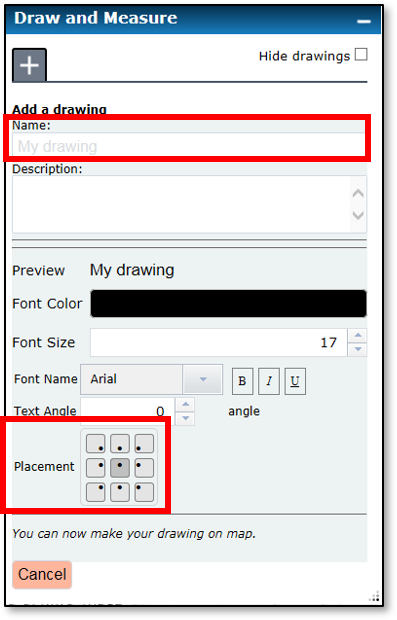 Draw and Measure
Hide drawings
Add a drawing
Name:
My drawing
Description:
Preview My drawing
Font Color
Font Size 17
Font Name Arial B I U
Text Angle 0 angle
Placement
You can now make your drawing on map.
Cancel